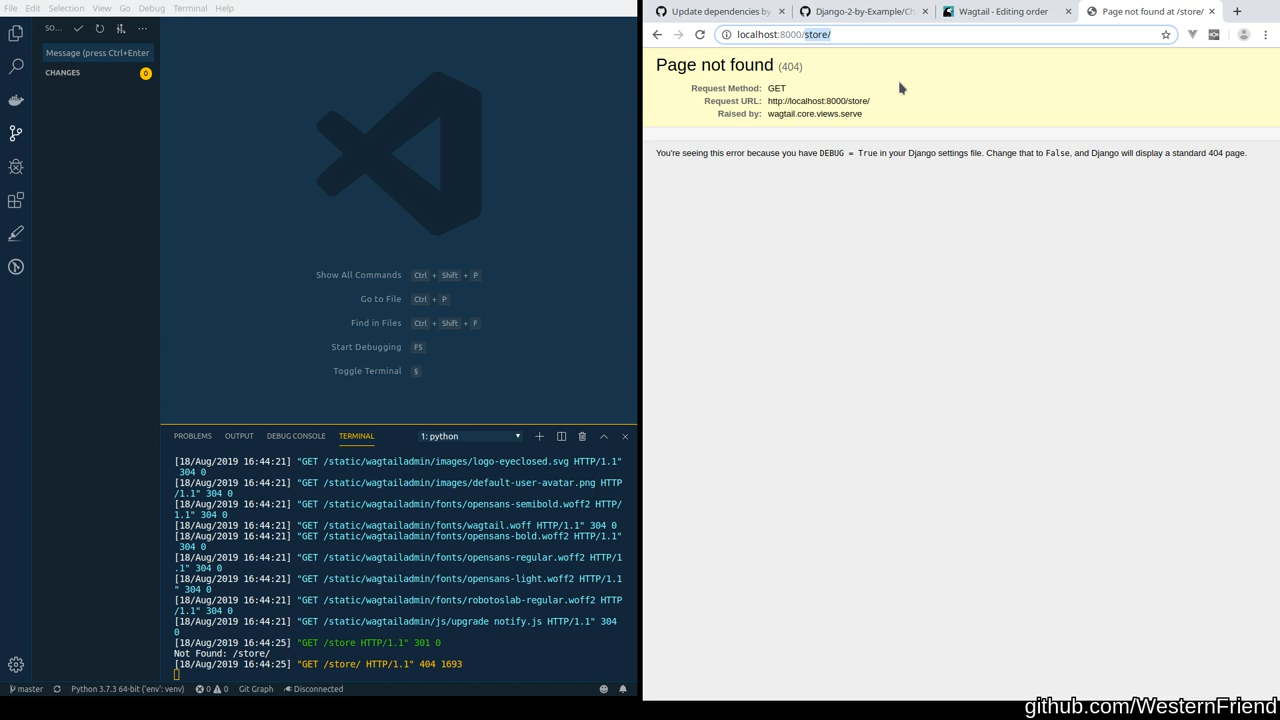 File Edit Selection View Go Debug Terminal Help
SO...
Message (press Ctrl+Enter
CHANGES 0
Show All Commands Ctrl + Shift + P
Go to File Ctrl + P
Find in Files Ctrl + Shift + F
Start Debugging F5
Toggle Terminal §
PROBLEMS OUTPUT DEBUG CONSOLE TERMINAL 1: python
[18/Aug/2019 16:44:21] "GET /static/wagtailadmin/images/logo-eyeclosed.svg HTTP/1.1"
304 0
[18/Aug/2019 16:44:21] "GET /static/wagtailadmin/images/default-user-avatar.png HTTP
/1.1" 304 0
[18/Aug/2019 16:44:21] "GET /static/wagtailadmin/fonts/opensans-semibold.woff2 HTTP/
1.1" 304 0
[18/Aug/2019 16:44:21] "GET /static/wagtailadmin/fonts/wagtail.woff HTTP/1.1" 304 0
[18/Aug/2019 16:44:21] "GET /static/wagtailadmin/fonts/opensans-bold.woff2 HTTP/1.1"
304 0
[18/Aug/2019 16:44:21] "GET /static/wagtailadmin/fonts/opensans-regular.woff2 HTTP/1
.1" 304 0
[18/Aug/2019 16:44:21] "GET /static/wagtailadmin/fonts/opensans-light.woff2 HTTP/1.1
" 304 0
[18/Aug/2019 16:44:21] "GET /static/wagtailadmin/fonts/robotoslab-regular.woff2 HTTP
/1.1" 304 0
[18/Aug/2019 16:44:21] "GET /static/wagtailadmin/js/upgrade_notify.js HTTP/1.1" 304
0
[18/Aug/2019 16:44:25] "GET /store HTTP/1.1" 301 0
Not Found: /store/
[18/Aug/2019 16:44:25] "GET /store/ HTTP/1.1" 404 1693
master Python 3.7.3 64-bit ('env': venv) 0 0 Git Graph Disconnected
Update dependencies by Django-2-by-Example/Ch Wagtail - Editing order Page not found at /store/
localhost:8000/store/
Page not found (404)
Request Method: GET
Request URL: http://localhost:8000/store/
Raised by: wagtail.core.views.serve
You're seeing this error because you have DEBUG = True in your Django settings file. Change that to False, and Django will display a standard 404 page.
github.com/WesternFriend